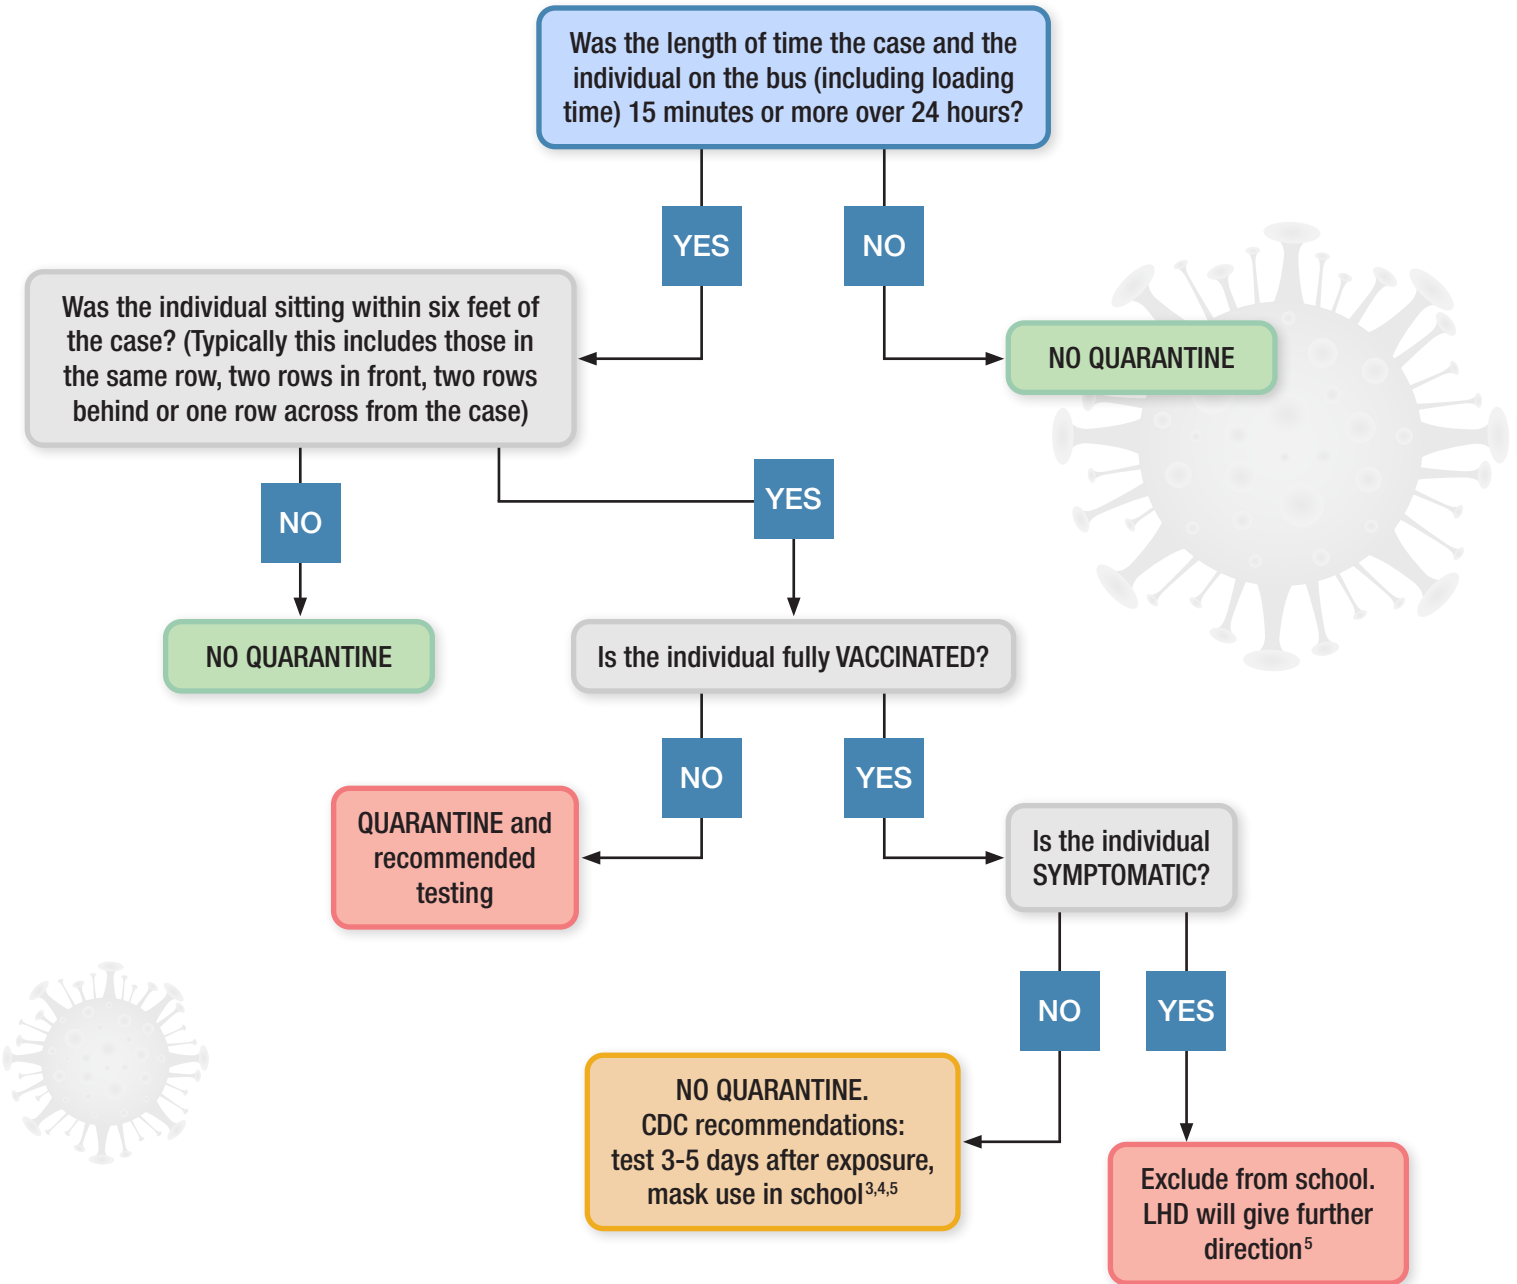 Was the length of time the case and the
individual on the bus (including loading
time) 15 minutes or more over 24 hours?
YES
NO
Was the individual sitting within six feet of
the case? (Typically this includes those in
the same row, two rows in front, two rows
behind or one row across from the case)
NO QUARANTINE
NO
YES
NO QUARANTINE
Is the individual fully VACCINATED?
NO
YES
QUARANTINE and
recommended
testing
Is the individual
SYMPTOMATIC?
NO
YES
NO QUARANTINE.
CDC recommendations:
test 3-5 days after exposure,
mask use in school3,4,5
Exclude from school.
LHD will give further
direction5